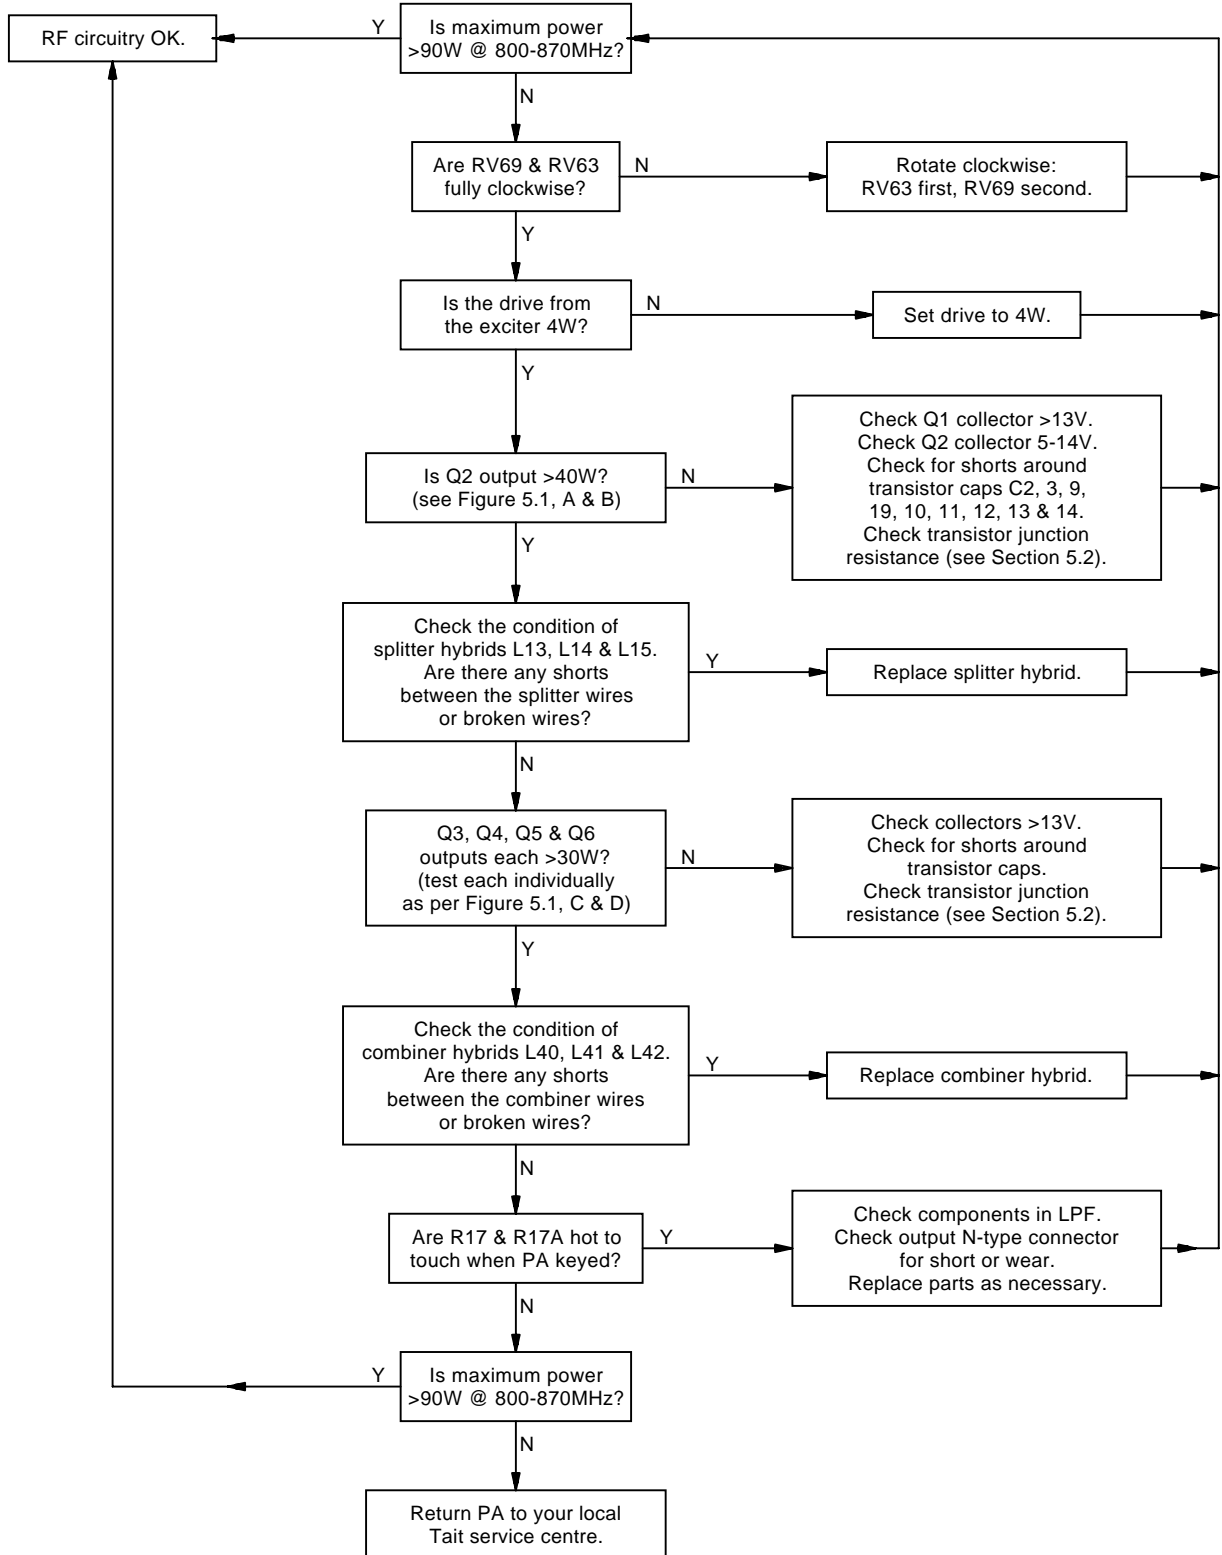 RF circuitry OK.
Y
Is maximum power
>90W @ 800-870MHz?
N
Are RV69 & RV63
fully clockwise?
N
Rotate clockwise:
RV63 first, RV69 second.
Y
Is the drive from
the exciter 4W?
N
Set drive to 4W.
Y
Is Q2 output >40W?
(see Figure 5.1, A & B)
N
Check Q1 collector >13V.
Check Q2 collector 5-14V.
Check for shorts around
transistor caps C2, 3, 9,
19, 10, 11, 12, 13 & 14.
Check transistor junction
resistance (see Section 5.2).
Y
Check the condition of
splitter hybrids L13, L14 & L15.
Are there any shorts
between the splitter wires
or broken wires?
Y
Replace splitter hybrid.
N
Q3, Q4, Q5 & Q6
outputs each >30W?
(test each individually
as per Figure 5.1, C & D)
N
Check collectors >13V.
Check for shorts around
transistor caps.
Check transistor junction
resistance (see Section 5.2).
Y
Check the condition of
combiner hybrids L40, L41 & L42.
Are there any shorts
between the combiner wires
or broken wires?
Y
Replace combiner hybrid.
N
Are R17 & R17A hot to
touch when PA keyed?
Y
Check components in LPF.
Check output N-type connector
for short or wear.
Replace parts as necessary.
N
Y
Is maximum power
>90W @ 800-870MHz?
N
Return PA to your local
Tait service centre.